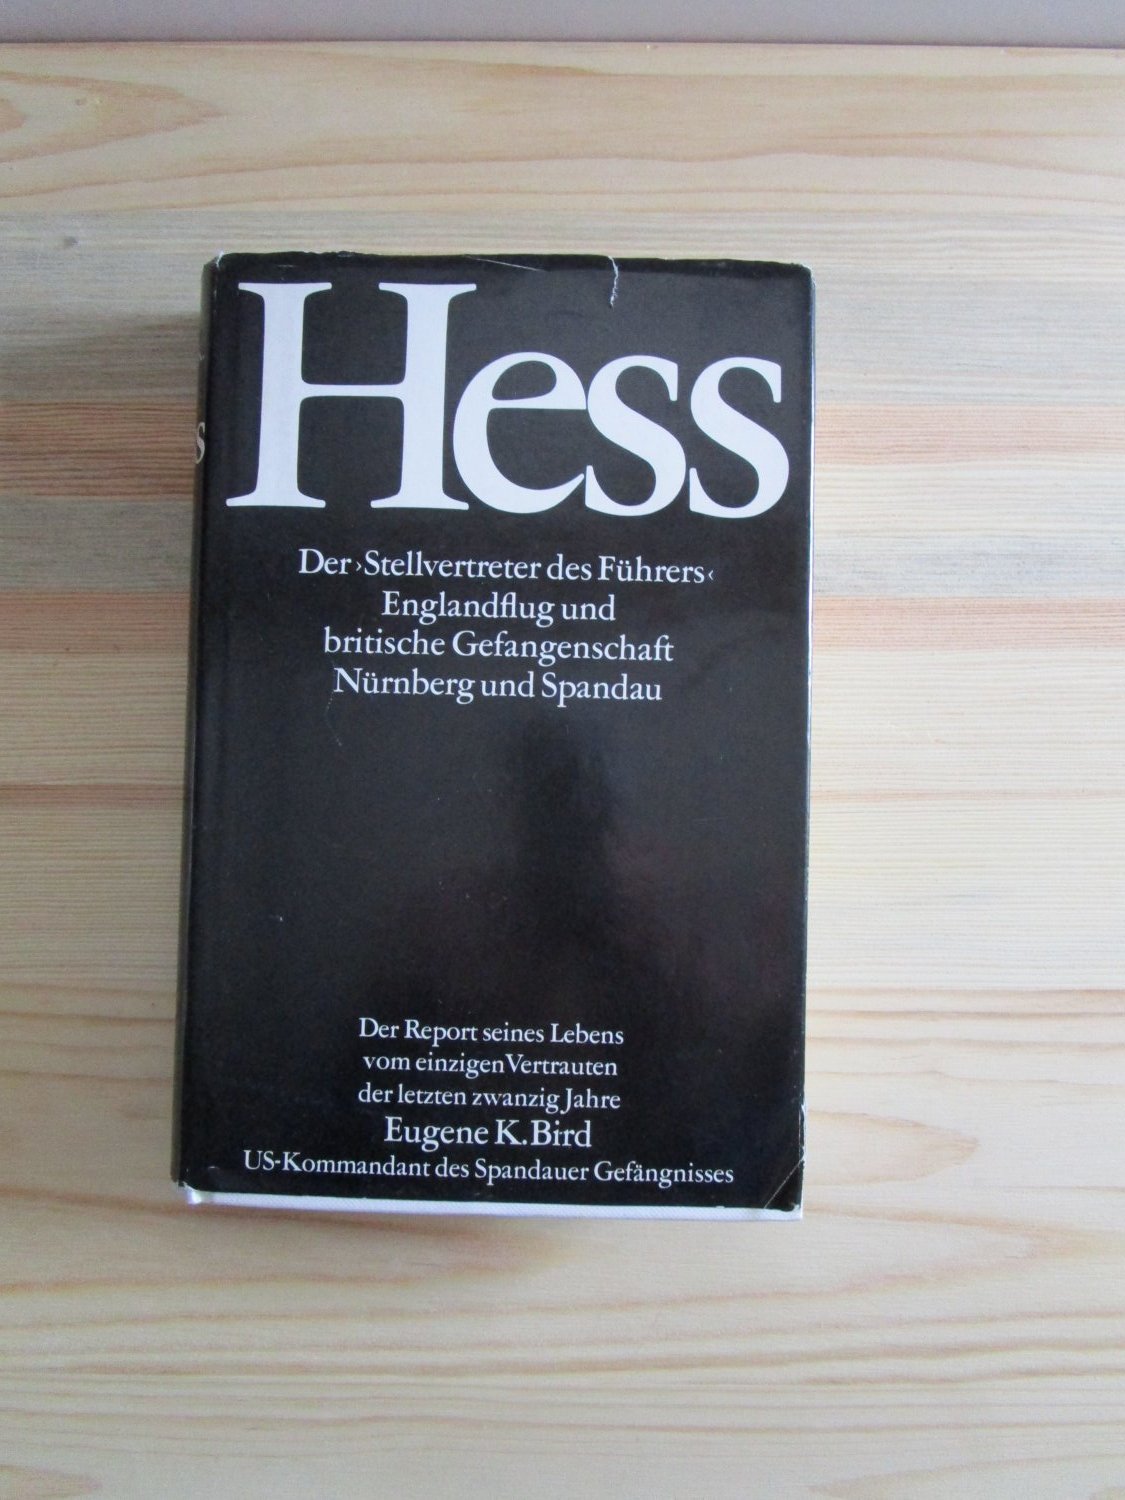 Hess
Der ›Stellvertreter des Führers‹
Englandflug und
britische Gefangenschaft
Nürnberg und Spandau
Der Report seines Lebens
vom einzigen Vertrauten
der letzten zwanzig Jahre
Eugene K. Bird
US-Kommandant des Spandauer Gefängnisses